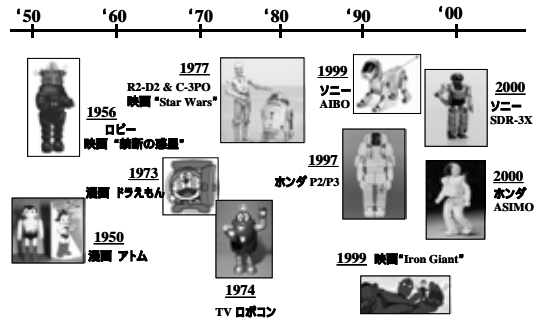 ‘50 ‘60 ‘70 ‘80 ‘90 ‘00
1956
ロビー
映画 “禁断の惑星”
1977
R2-D2 & C-3PO
映画 “Star Wars”
1999
ソニー
AIBO
2000
ソニー
SDR-3X
1973
漫画 ドラえもん
1997
ホンダ P2/P3
2000
ホンダ
ASIMO
1950
漫画 アトム
1974
TV ロボコン
1999 映画“Iron Giant”